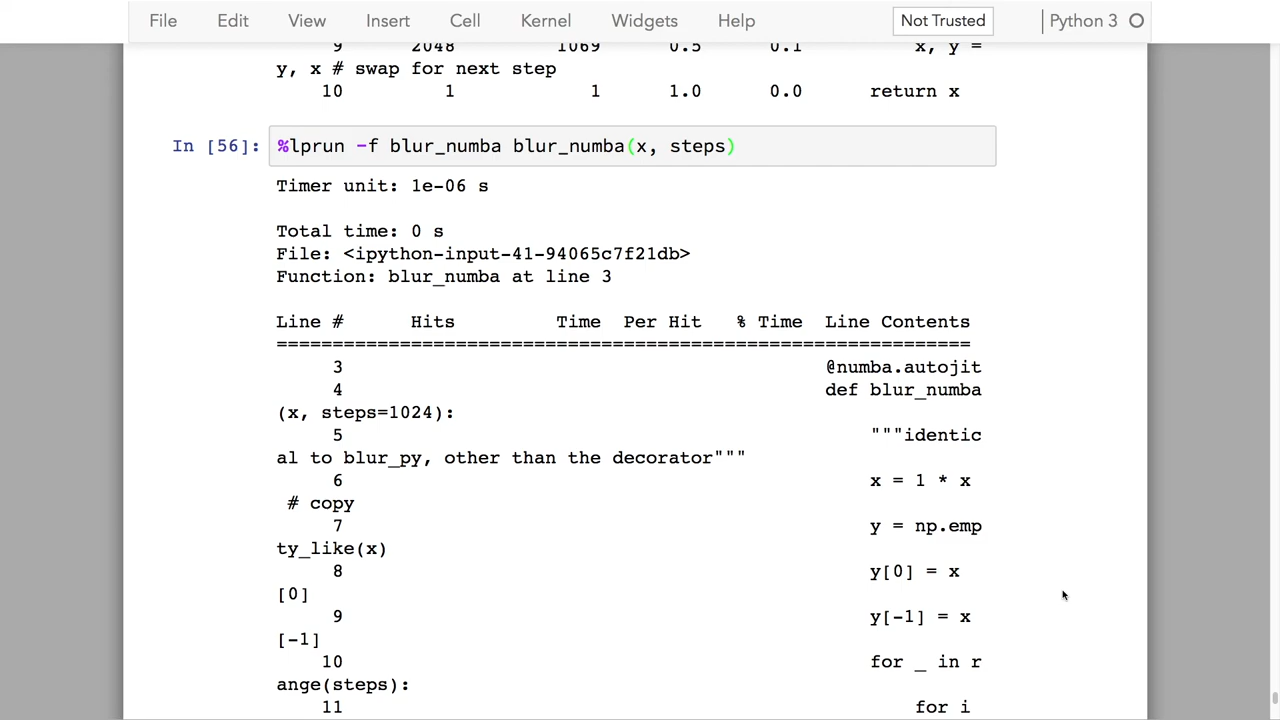 File Edit View Insert Cell Kernel Widgets Help Not Trusted Python 3
9 2048 1069 0.5 0.1 x, y =
y, x # swap for next step
10 1 1 1.0 0.0 return x
In [56]: %lprun -f blur_numba blur_numba(x, steps)
Timer unit: 1e-06 s
Total time: 0 s
File: <ipython-input-41-94065c7f21db>
Function: blur_numba at line 3
Line # Hits Time Per Hit % Time Line Contents
==============================================================
3 @numba.autojit
4 def blur_numba
(x, steps=1024):
5 """identic
al to blur_py, other than the decorator"""
6 x = 1 * x
# copy
7 y = np.emp
ty_like(x)
8 y[0] = x
[0]
9 y[-1] = x
[-1]
10 for _ in r
ange(steps):
11 for i